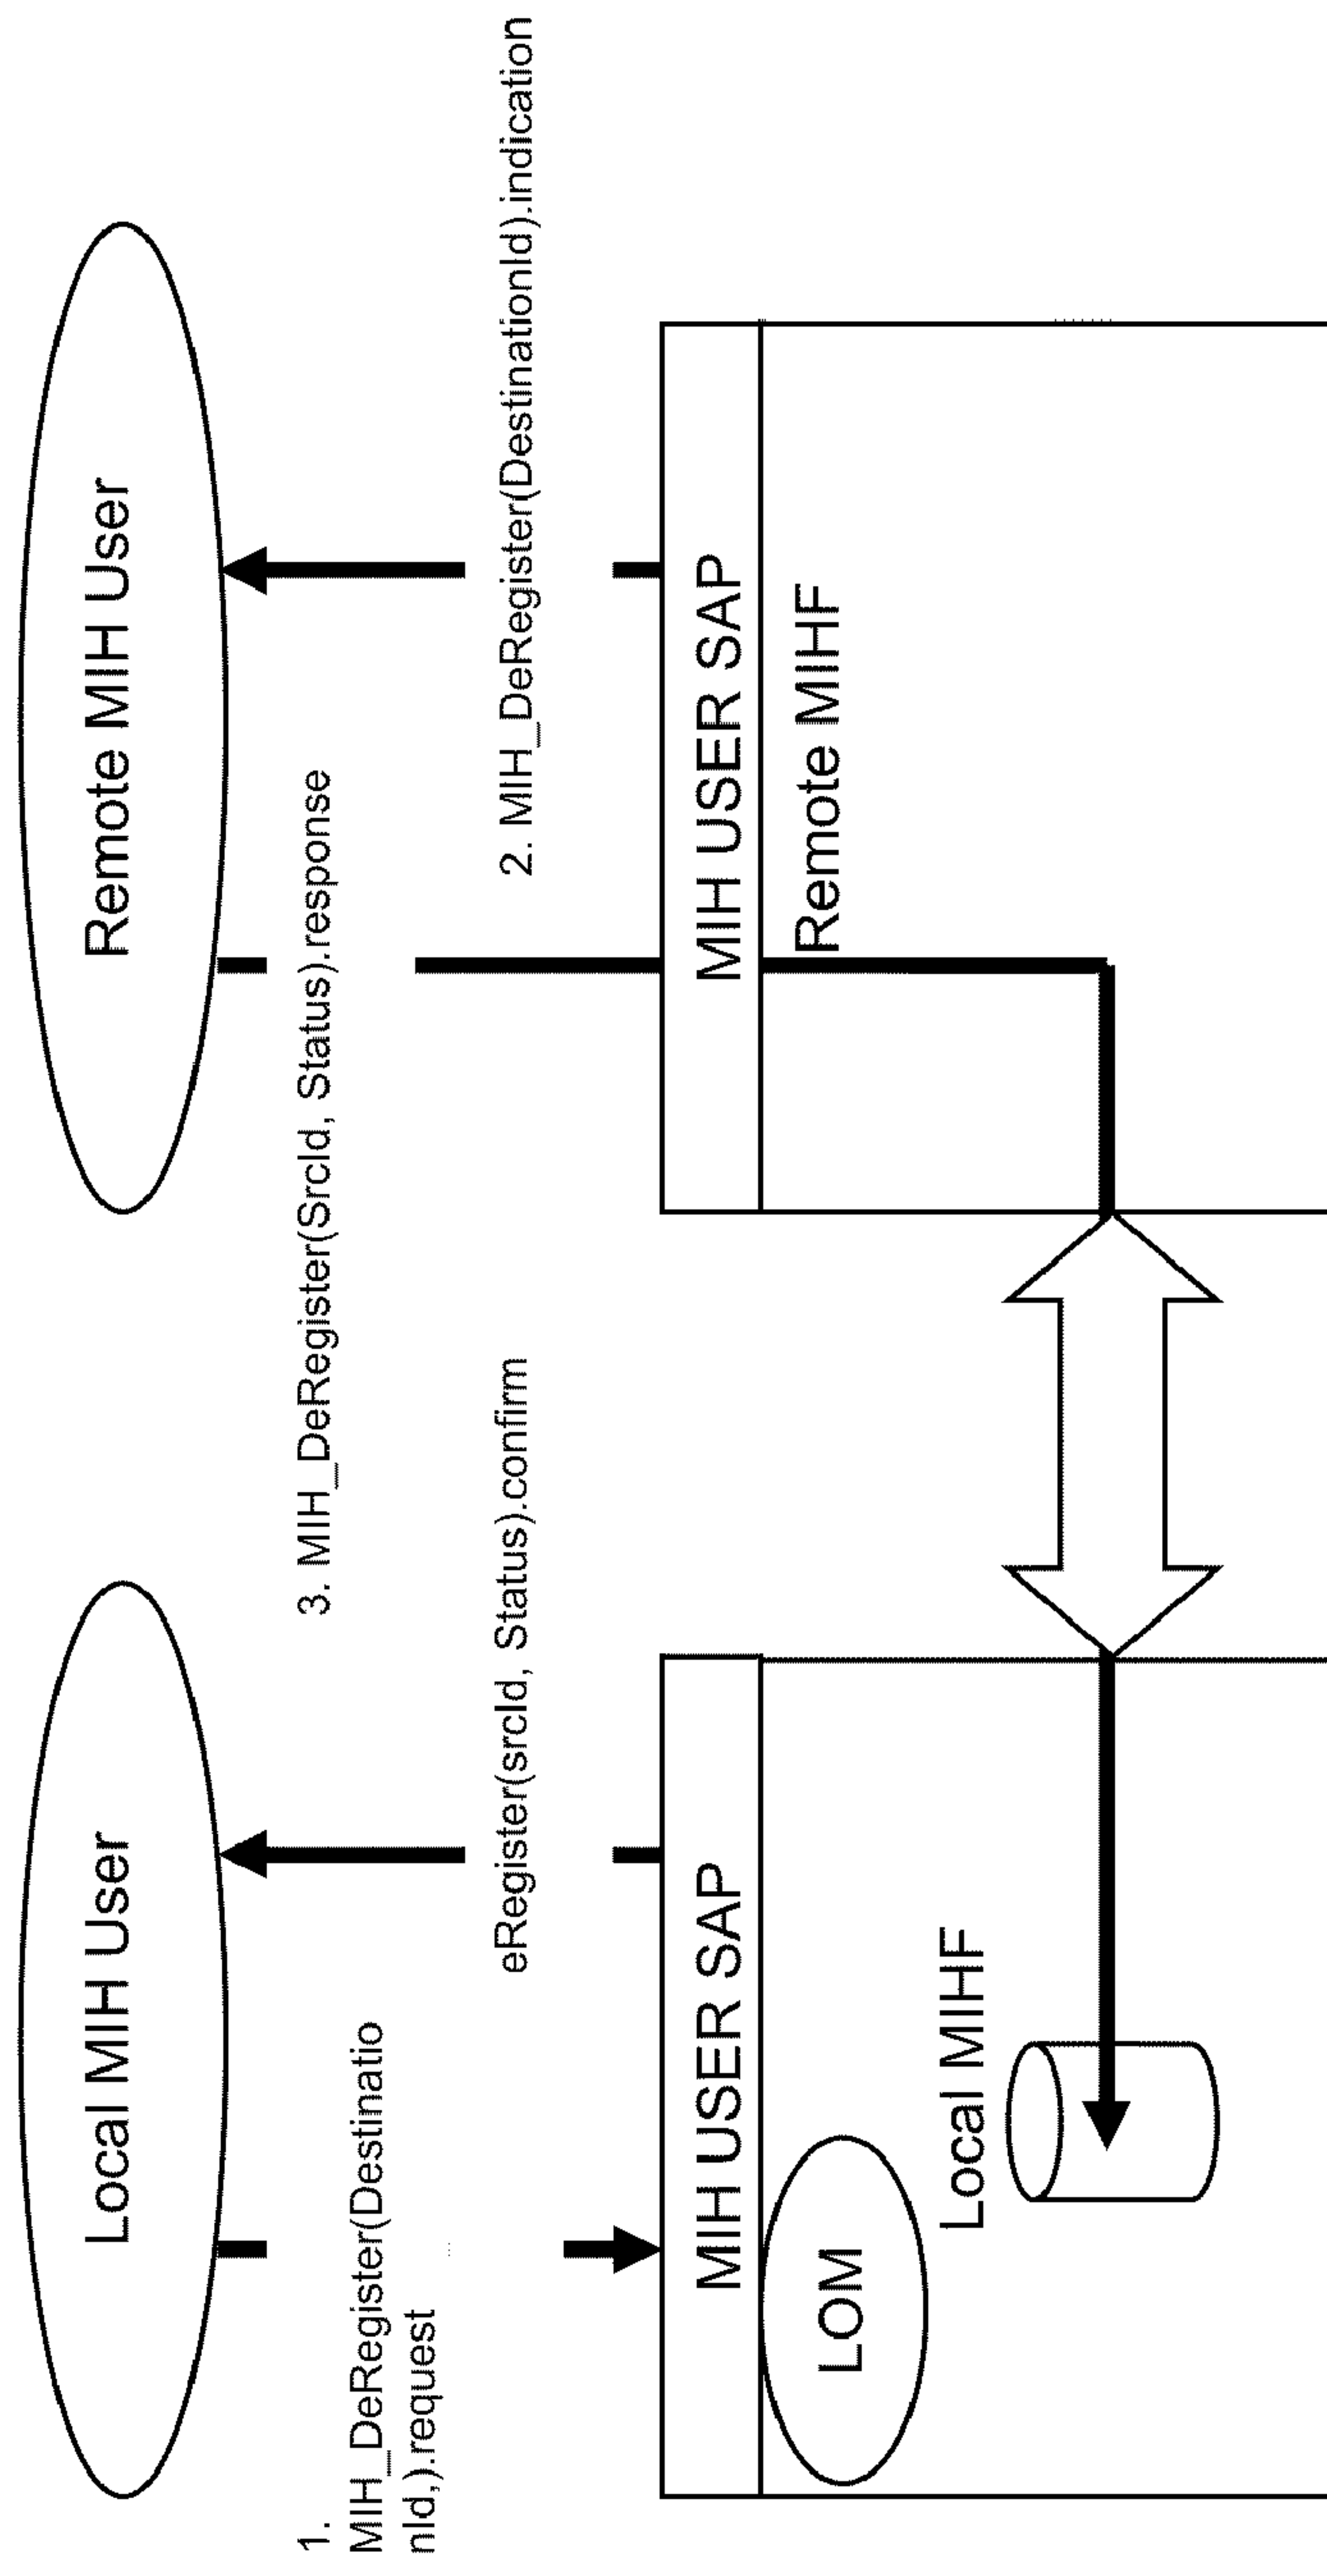 Local MIH User
Remote MIH User
1.
MIH_DeRegister(Destinatio
nId,).request
3. MIH_DeRegister(SrcId, Status).response
eRegister(srcId, Status).confirm
2. MIH_DeRegister(DestinationId).indication
MIH USER SAP
MIH USER SAP
LOM
Remote MIHF
Local MIHF